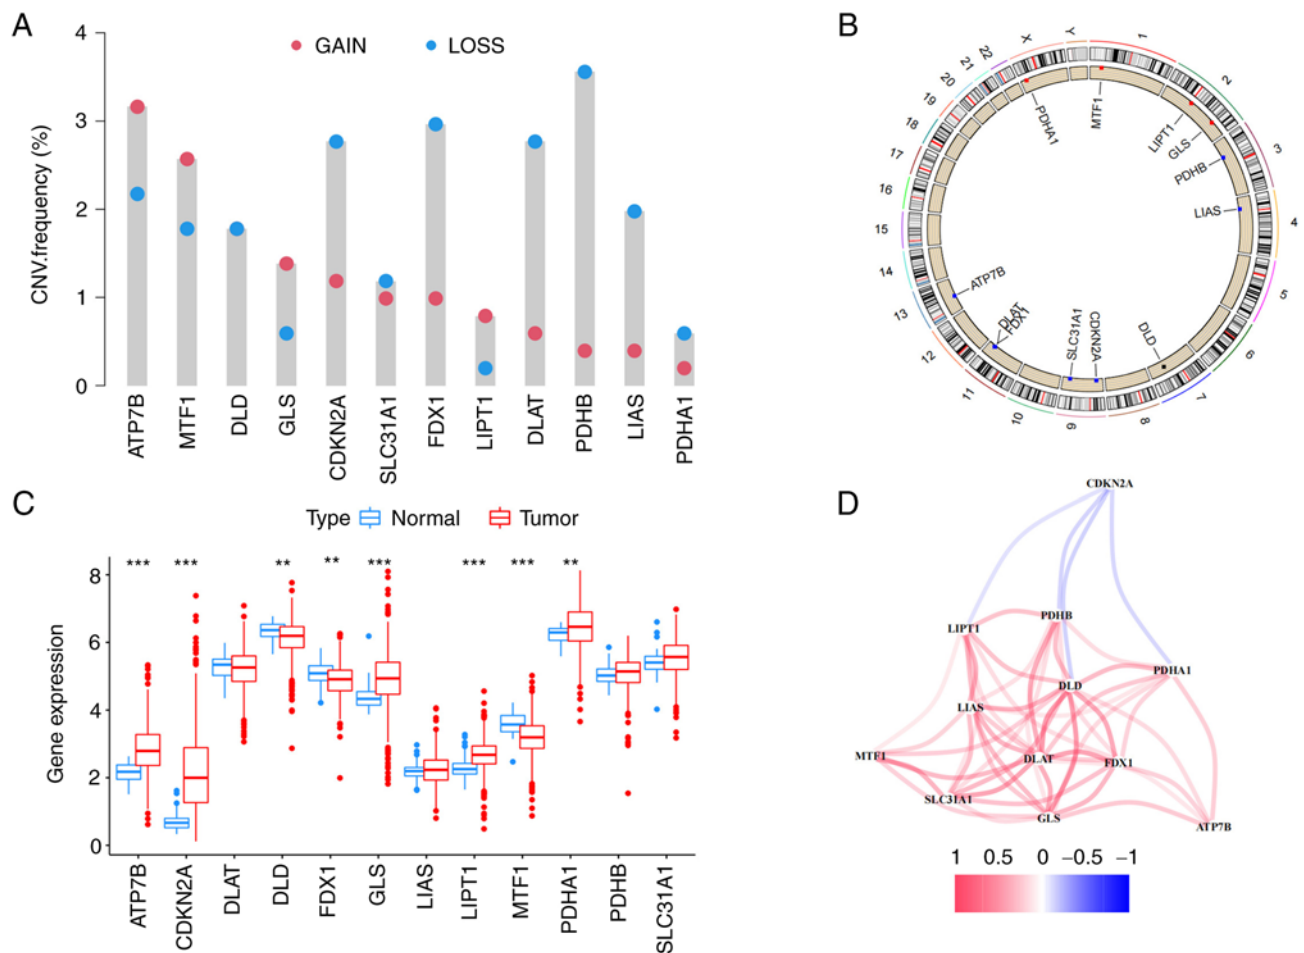 A
GAIN LOSS
CNV.frequency (%)
4
3
2
1
0
ATP7B MTF1 DLD GLS CDKN2A SLC31A1 FDX1 LIPT1 DLAT PDHB LIAS PDHA1
B
1 2 3 4 5 6 7 8 9 10 11 12 13 14 15 16 17 18 19 20 21 22 X Y
PDHA1
MTF1
LIPT1
GLS
PDHB
LIAS
ATP7B
DLAT
FDX1
SLC31A1
CDKN2A
DLD
C
Type Normal Tumor
*** *** ** ** *** *** *** **
Gene expression
8
6
4
2
0
ATP7B CDKN2A DLAT DLD FDX1 GLS LIAS LIPT1 MTF1 PDHA1 PDHB SLC31A1
D
CDKN2A
PDHB
LIPT1
PDHA1
DLD
LIAS
MTF1
DLAT
FDX1
SLC31A1
GLS
ATP7B
1 0.5 0 −0.5 −1